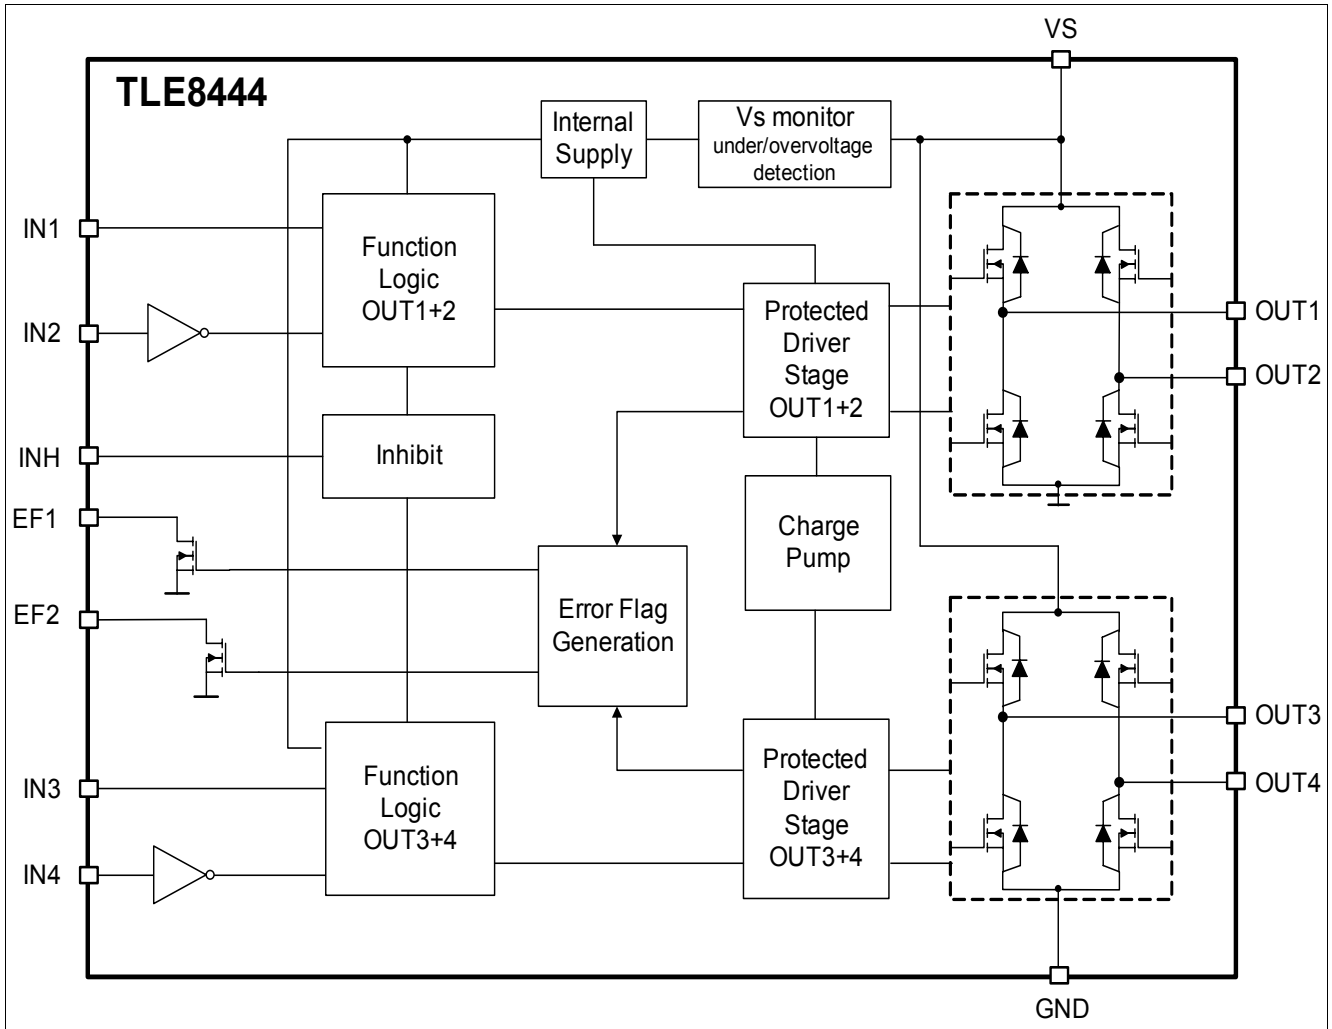 VS
TLE8444
Internal
Supply
Vs monitor
under/overvoltage
detection
IN1
Function
Logic
OUT1+2
IN2
Protected
Driver
Stage
OUT1+2
OUT1
OUT2
INH
Inhibit
EF1
Charge
Pump
EF2
Error Flag
Generation
OUT3
OUT4
IN3
Function
Logic
OUT3+4
Protected
Driver
Stage
OUT3+4
IN4
GND